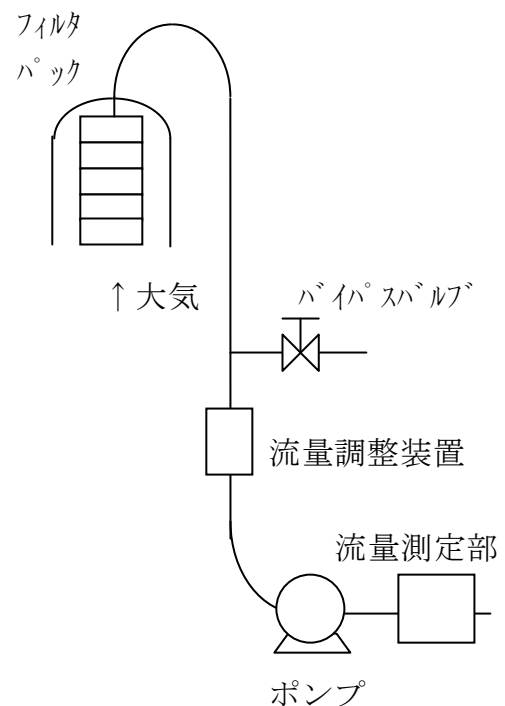 フィルタ
パック
↑大気
バイパスバルブ
流量調整装置
流量測定部
ポンプ